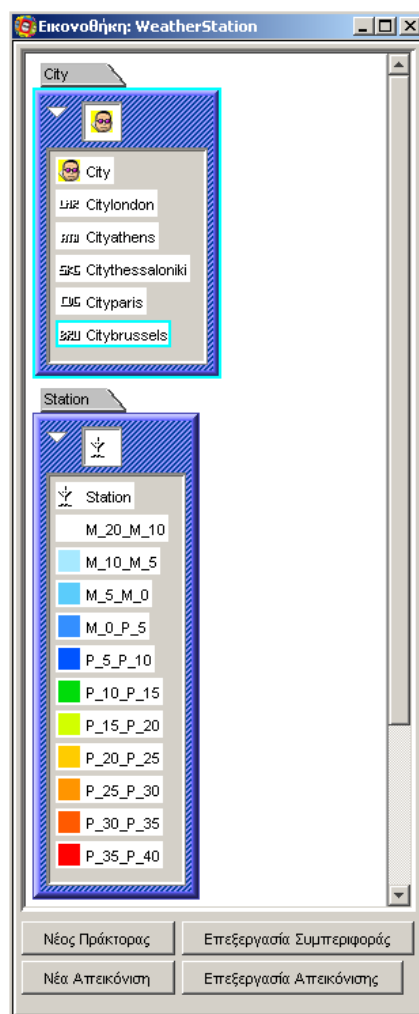 Εικονοθήκη: WeatherStation
City
City
Citylondon
Cityathens
Citythessaloniki
Cityparis
Citybrussels
Station
Station
M_20_M_10
M_10_M_5
M_5_M_0
M_0_P_5
P_5_P_10
P_10_P_15
P_15_P_20
P_20_P_25
P_25_P_30
P_30_P_35
P_35_P_40
Νέος Πράκτορας Επεξεργασία Συμπεριφοράς
Νέα Απεικόνιση Επεξεργασία Απεικόνισης